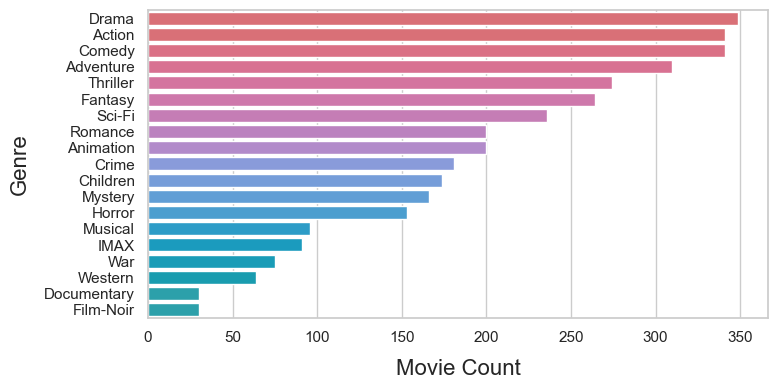 Drama
Action
Comedy
Adventure
Thriller
Fantasy
Sci-Fi
Romance
Animation
Crime
Children
Mystery
Horror
Musical
IMAX
War
Western
Documentary
Film-Noir
Genre
0 50 100 150 200 250 300 350
Movie Count